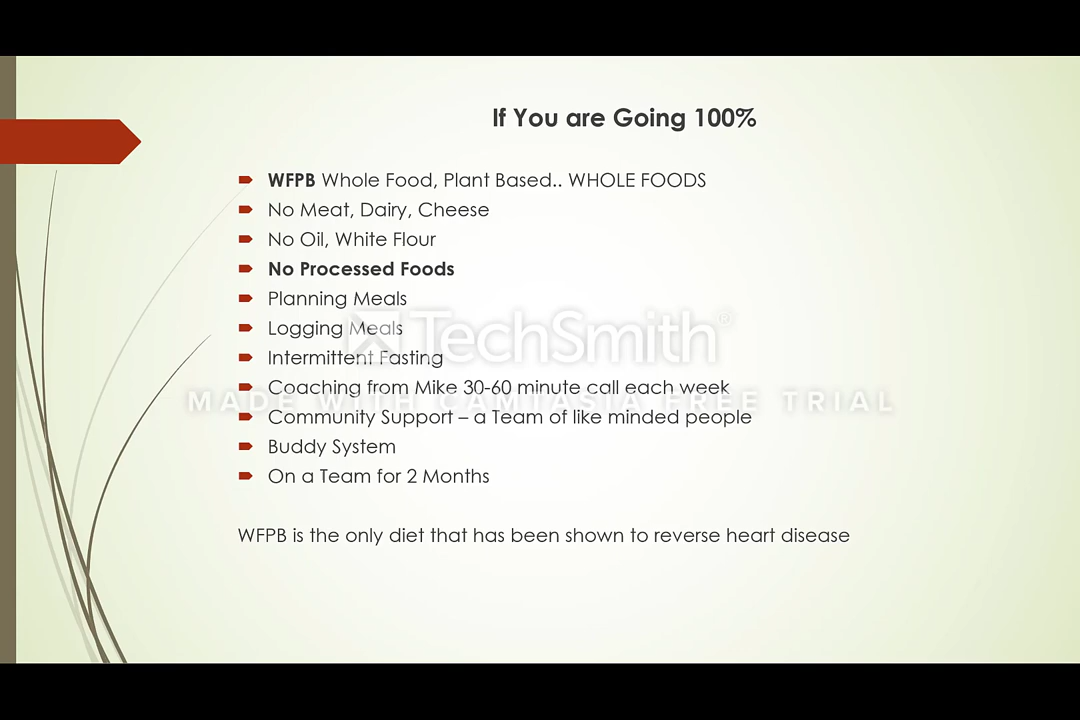 If You are Going 100%
WFPB Whole Food, Plant Based.. WHOLE FOODS
No Meat, Dairy, Cheese
No Oil, White Flour
No Processed Foods
Planning Meals
Logging Meals
TechSmith®
Intermittent Fasting
Coaching from Mike 30-60 minute call each week
MADE WITH CAMTASIA FREE TRIAL
Community Support – a Team of like minded people
Buddy System
On a Team for 2 Months
WFPB is the only diet that has been shown to reverse heart disease